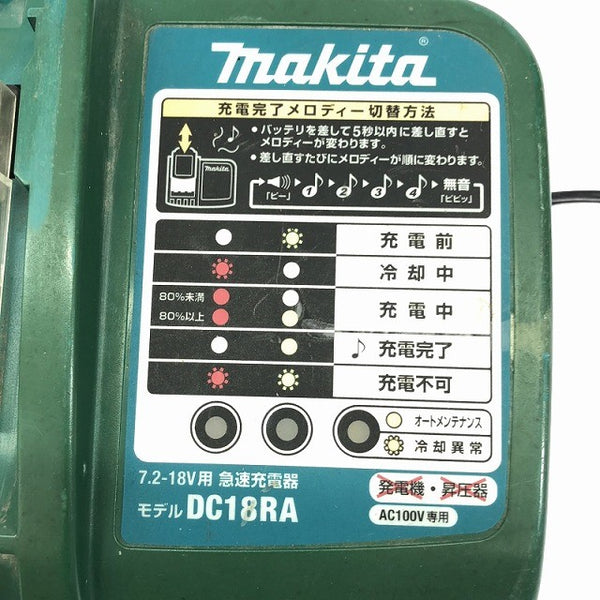 makita®
充電完了メロディー切替方法
• バッテリを差して5秒以内に差し直すと
メロディーが変わります。
• 差し直すたびにメロディーが順に変わります。
makita
1 2 3 4 無音
「ピー」 「ピピッ」
充電前
冷却中
80%未満
充電中
80%以上
充電完了
充電不可
オートメンテナンス
冷却異常
7.2-18V用 急速充電器
発電機・昇圧器
モデル DC18RA
AC100V専用